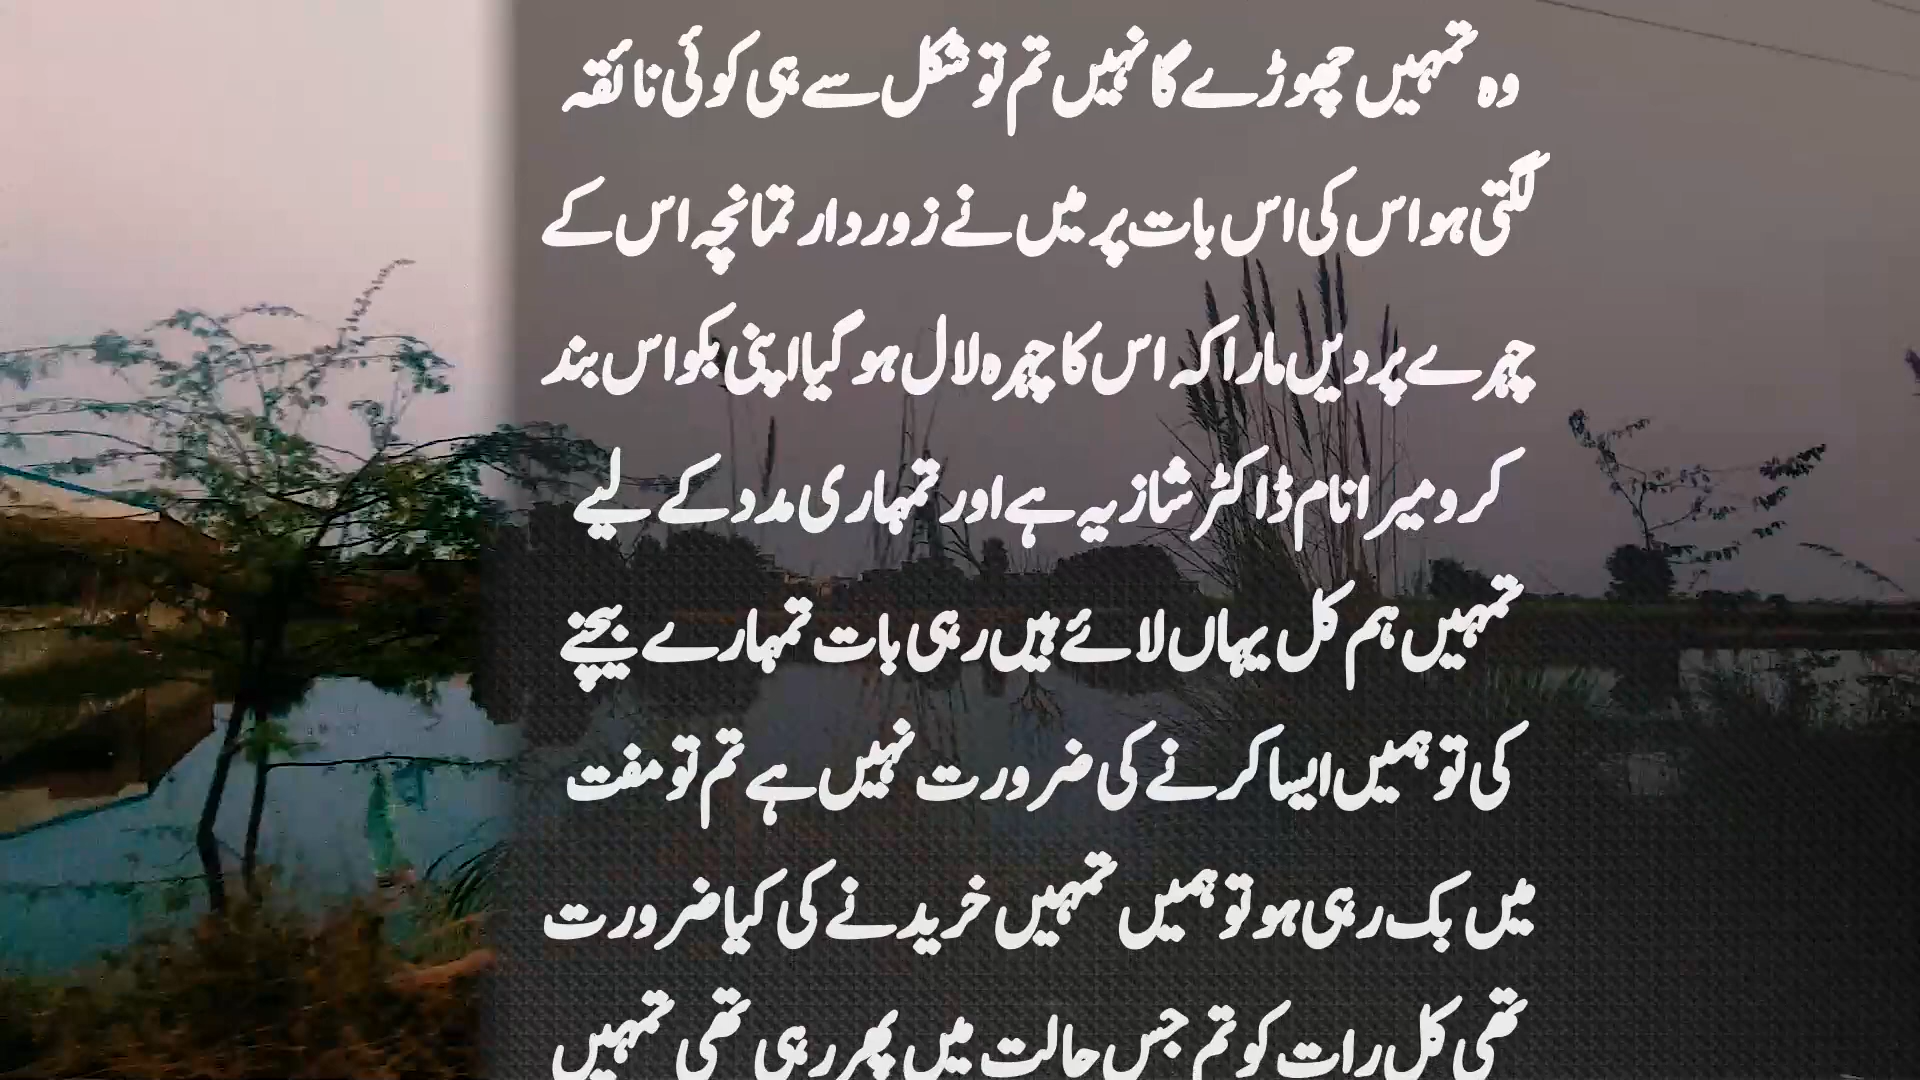 وہ تمہیں چھوڑے گا نہیں تم تو شکل سے ہی کوئی نائقہ
لگتی ہو اس کی اس بات پر میں نے زور دار تمانچہ اس کے
چہرے پر دیں مارا کہ اس کا چہرہ لال ہو گیا اپنی بکواس بند
کرو میرا نام ڈاکٹر شازیہ ہے اور تمہاری مدد کے لیے
تمہیں ہم کل یہاں لائے ہیں رہی بات تمہارے بیچنے
کی تو ہمیں ایسا کرنے کی ضرورت نہیں ہے تم تو مفت
میں بک رہی ہو تو ہمیں تمہیں خریدنے کی کیا ضرورت
تھی کل رات کو تم جس حالت میں پھر رہی تھی تمہیں